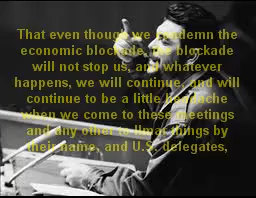 That even though we condemn the
economic blockade, the blockade
will not stop us, and whatever
happens, we will continue, and will
continue to be a little headache
when we come to these meetings
and any other to llmar things by
their name, and U.S. delegates,